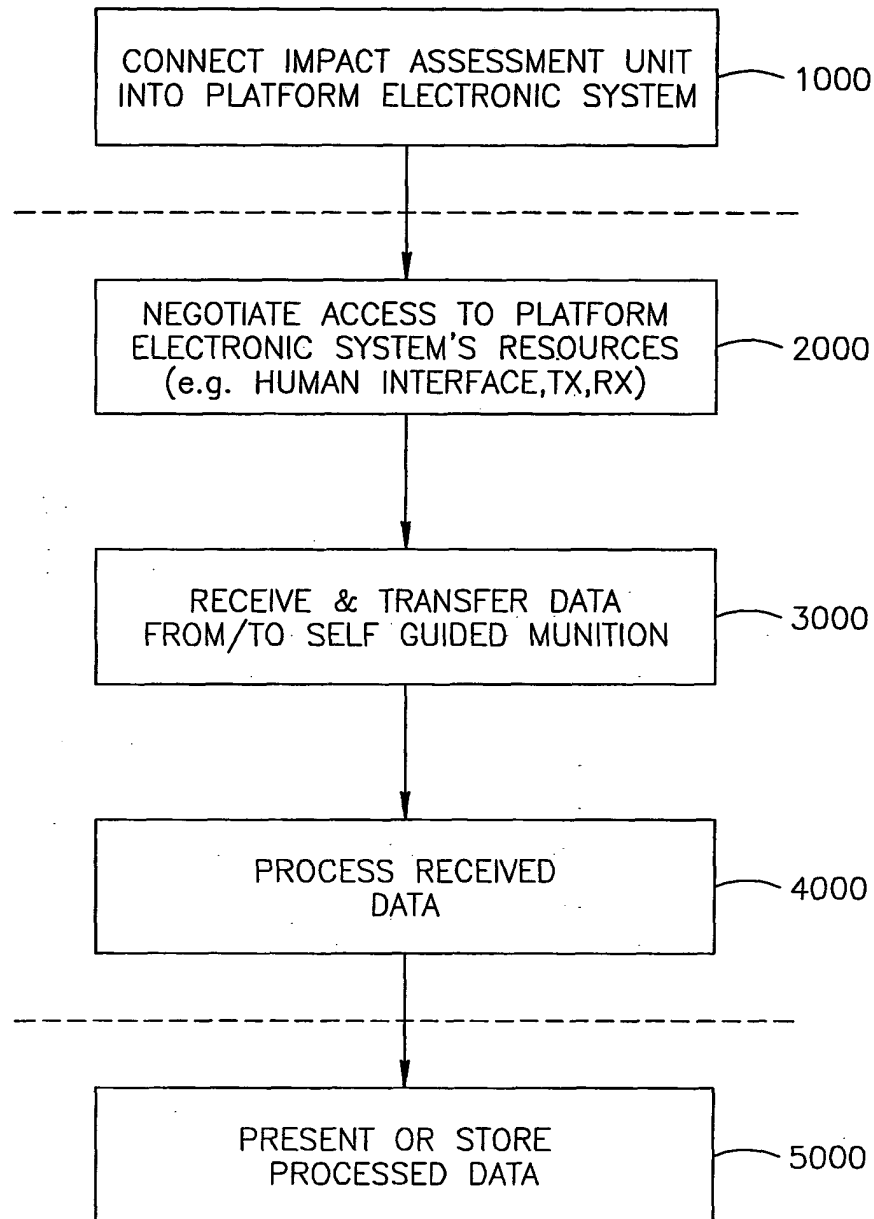 CONNECT IMPACT ASSESSMENT UNIT
INTO PLATFORM ELECTRONIC SYSTEM
1000
NEGOTIATE ACCESS TO PLATFORM
ELECTRONIC SYSTEM'S RESOURCES
(e.g. HUMAN INTERFACE,TX,RX)
2000
RECEIVE & TRANSFER DATA
FROM/TO SELF GUIDED MUNITION
3000
PROCESS RECEIVED
DATA
4000
PRESENT OR STORE
PROCESSED DATA
5000